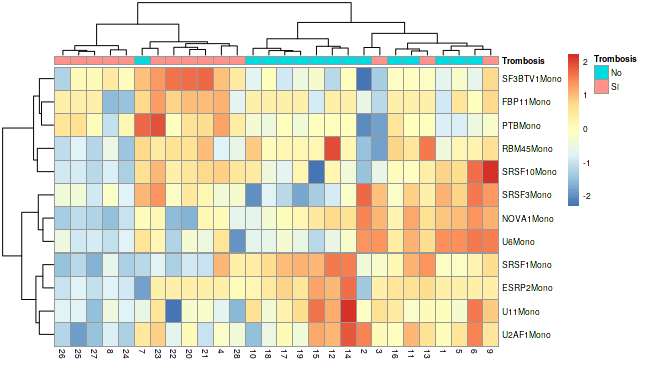 Trombosis
SF3BTV1Mono
FBP11Mono
PTBMono
RBM45Mono
SRSF10Mono
SRSF3Mono
NOVA1Mono
U6Mono
SRSF1Mono
ESRP2Mono
U11Mono
U2AF1Mono
26 25 27 8 24 7 23 22 20 21 4 28 10 18 17 19 15 12 14 2 3 16 11 13 1 5 6 9
2
1
0
-1
-2
Trombosis
No
SI